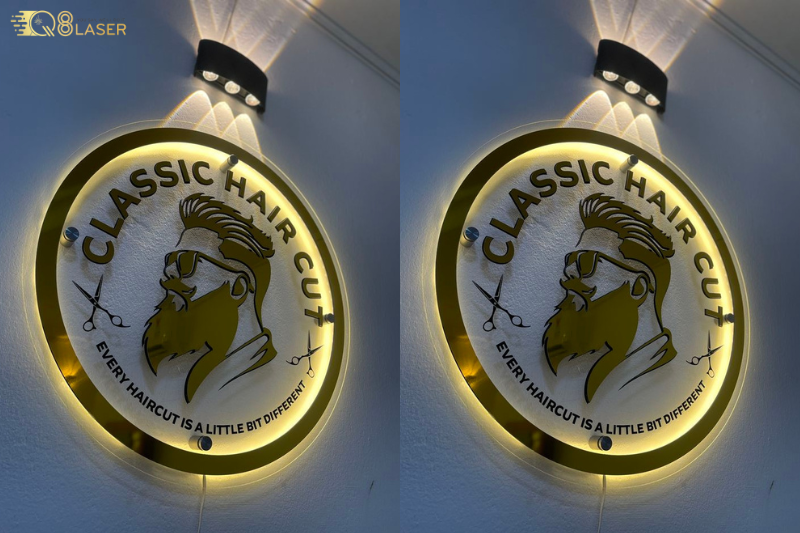 Q8LASER
CLASSIC HAIR CUT
EVERY HAIRCUT IS A LITTLE BIT DIFFERENT
CLASSIC HAIR CUT
EVERY HAIRCUT IS A LITTLE BIT DIFFERENT